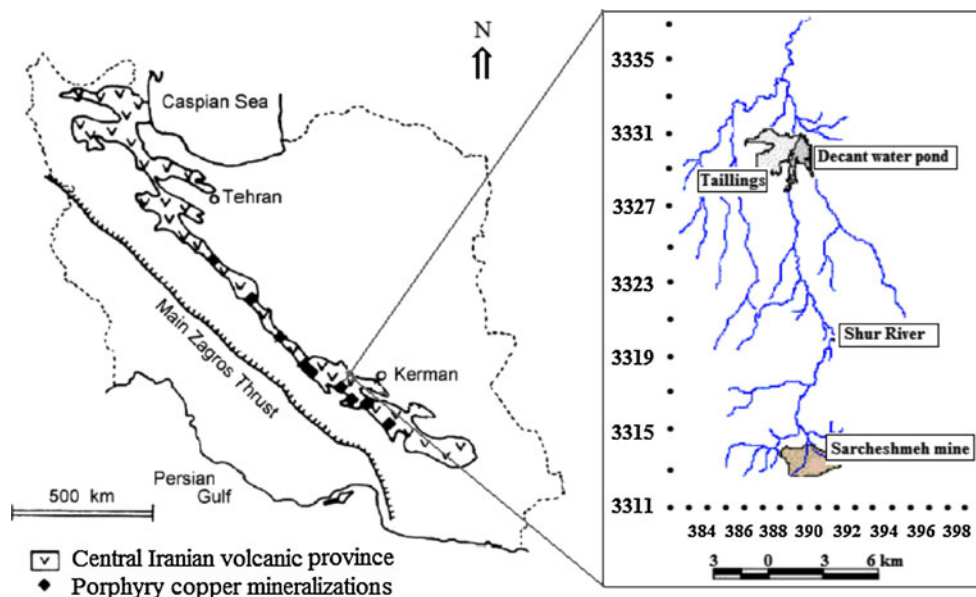 N
Caspian Sea
Tehran
Main Zagros Thrust
Kerman
Persian
Gulf
500 km
Central Iranian volcanic province
Porphyry copper mineralizations
3335
3331
3327
3323
3319
3315
3311
Decant water pond
Taillings
Shur River
Sarcheshmeh mine
384 386 388 390 392 394 396 398
3 0 3 6 km